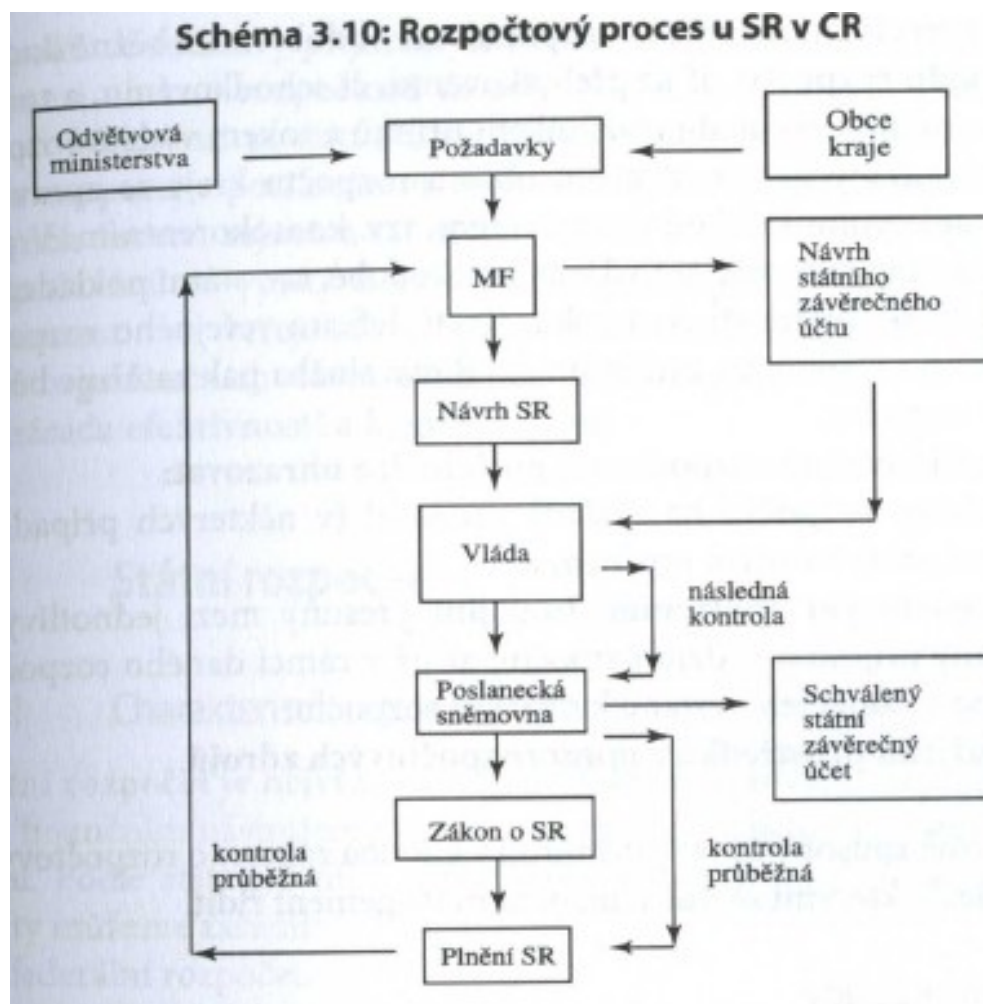 Schéma 3.10: Rozpočtový proces u SR v ČR
Odvětvová
ministerstva
Požadavky
Obce
kraje
MF
Návrh
státního
závěrečného
účtu
Návrh SR
Vláda
následná
kontrola
Poslanecká
sněmovna
Schválený
státní
závěrečný
účet
Zákon o SR
kontrola
průběžná
kontrola
průběžná
Plnění SR